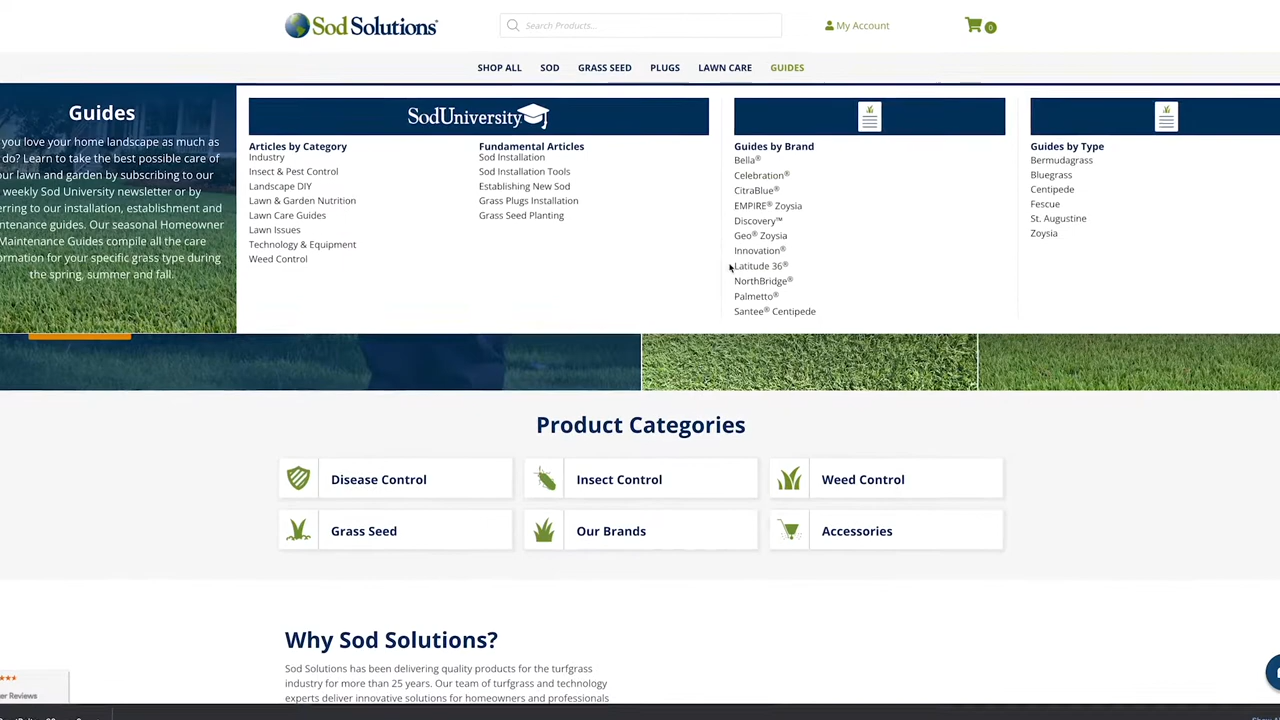 Sod Solutions®
Search Products...
My Account
0
SHOP ALL
SOD
GRASS SEED
PLUGS
LAWN CARE
GUIDES
Guides
you love your home landscape as much as
do? Learn to take the best possible care of
our lawn and garden by subscribing to our
weekly Sod University newsletter or by
erring to our installation, establishment and
ntenance guides. Our seasonal Homeowner
Maintenance Guides compile all the care
ormation for your specific grass type during
the spring, summer and fall.
SodUniversity
Articles by Category
Industry
Insect & Pest Control
Landscape DIY
Lawn & Garden Nutrition
Lawn Care Guides
Lawn Issues
Technology & Equipment
Weed Control
Fundamental Articles
Sod Installation
Sod Installation Tools
Establishing New Sod
Grass Plugs Installation
Grass Seed Planting
Guides by Brand
Bella®
Celebration®
CitraBlue®
EMPIRE® Zoysia
Discovery™
Geo® Zoysia
Innovation®
Latitude 36®
NorthBridge®
Palmetto®
Santee® Centipede
Guides by Type
Bermudagrass
Bluegrass
Centipede
Fescue
St. Augustine
Zoysia
Product Categories
Disease Control
Insect Control
Weed Control
Grass Seed
Our Brands
Accessories
Why Sod Solutions?
Sod Solutions has been delivering quality products for the turfgrass
industry for more than 25 years. Our team of turfgrass and technology
experts deliver innovative solutions for homeowners and professionals
er Reviews